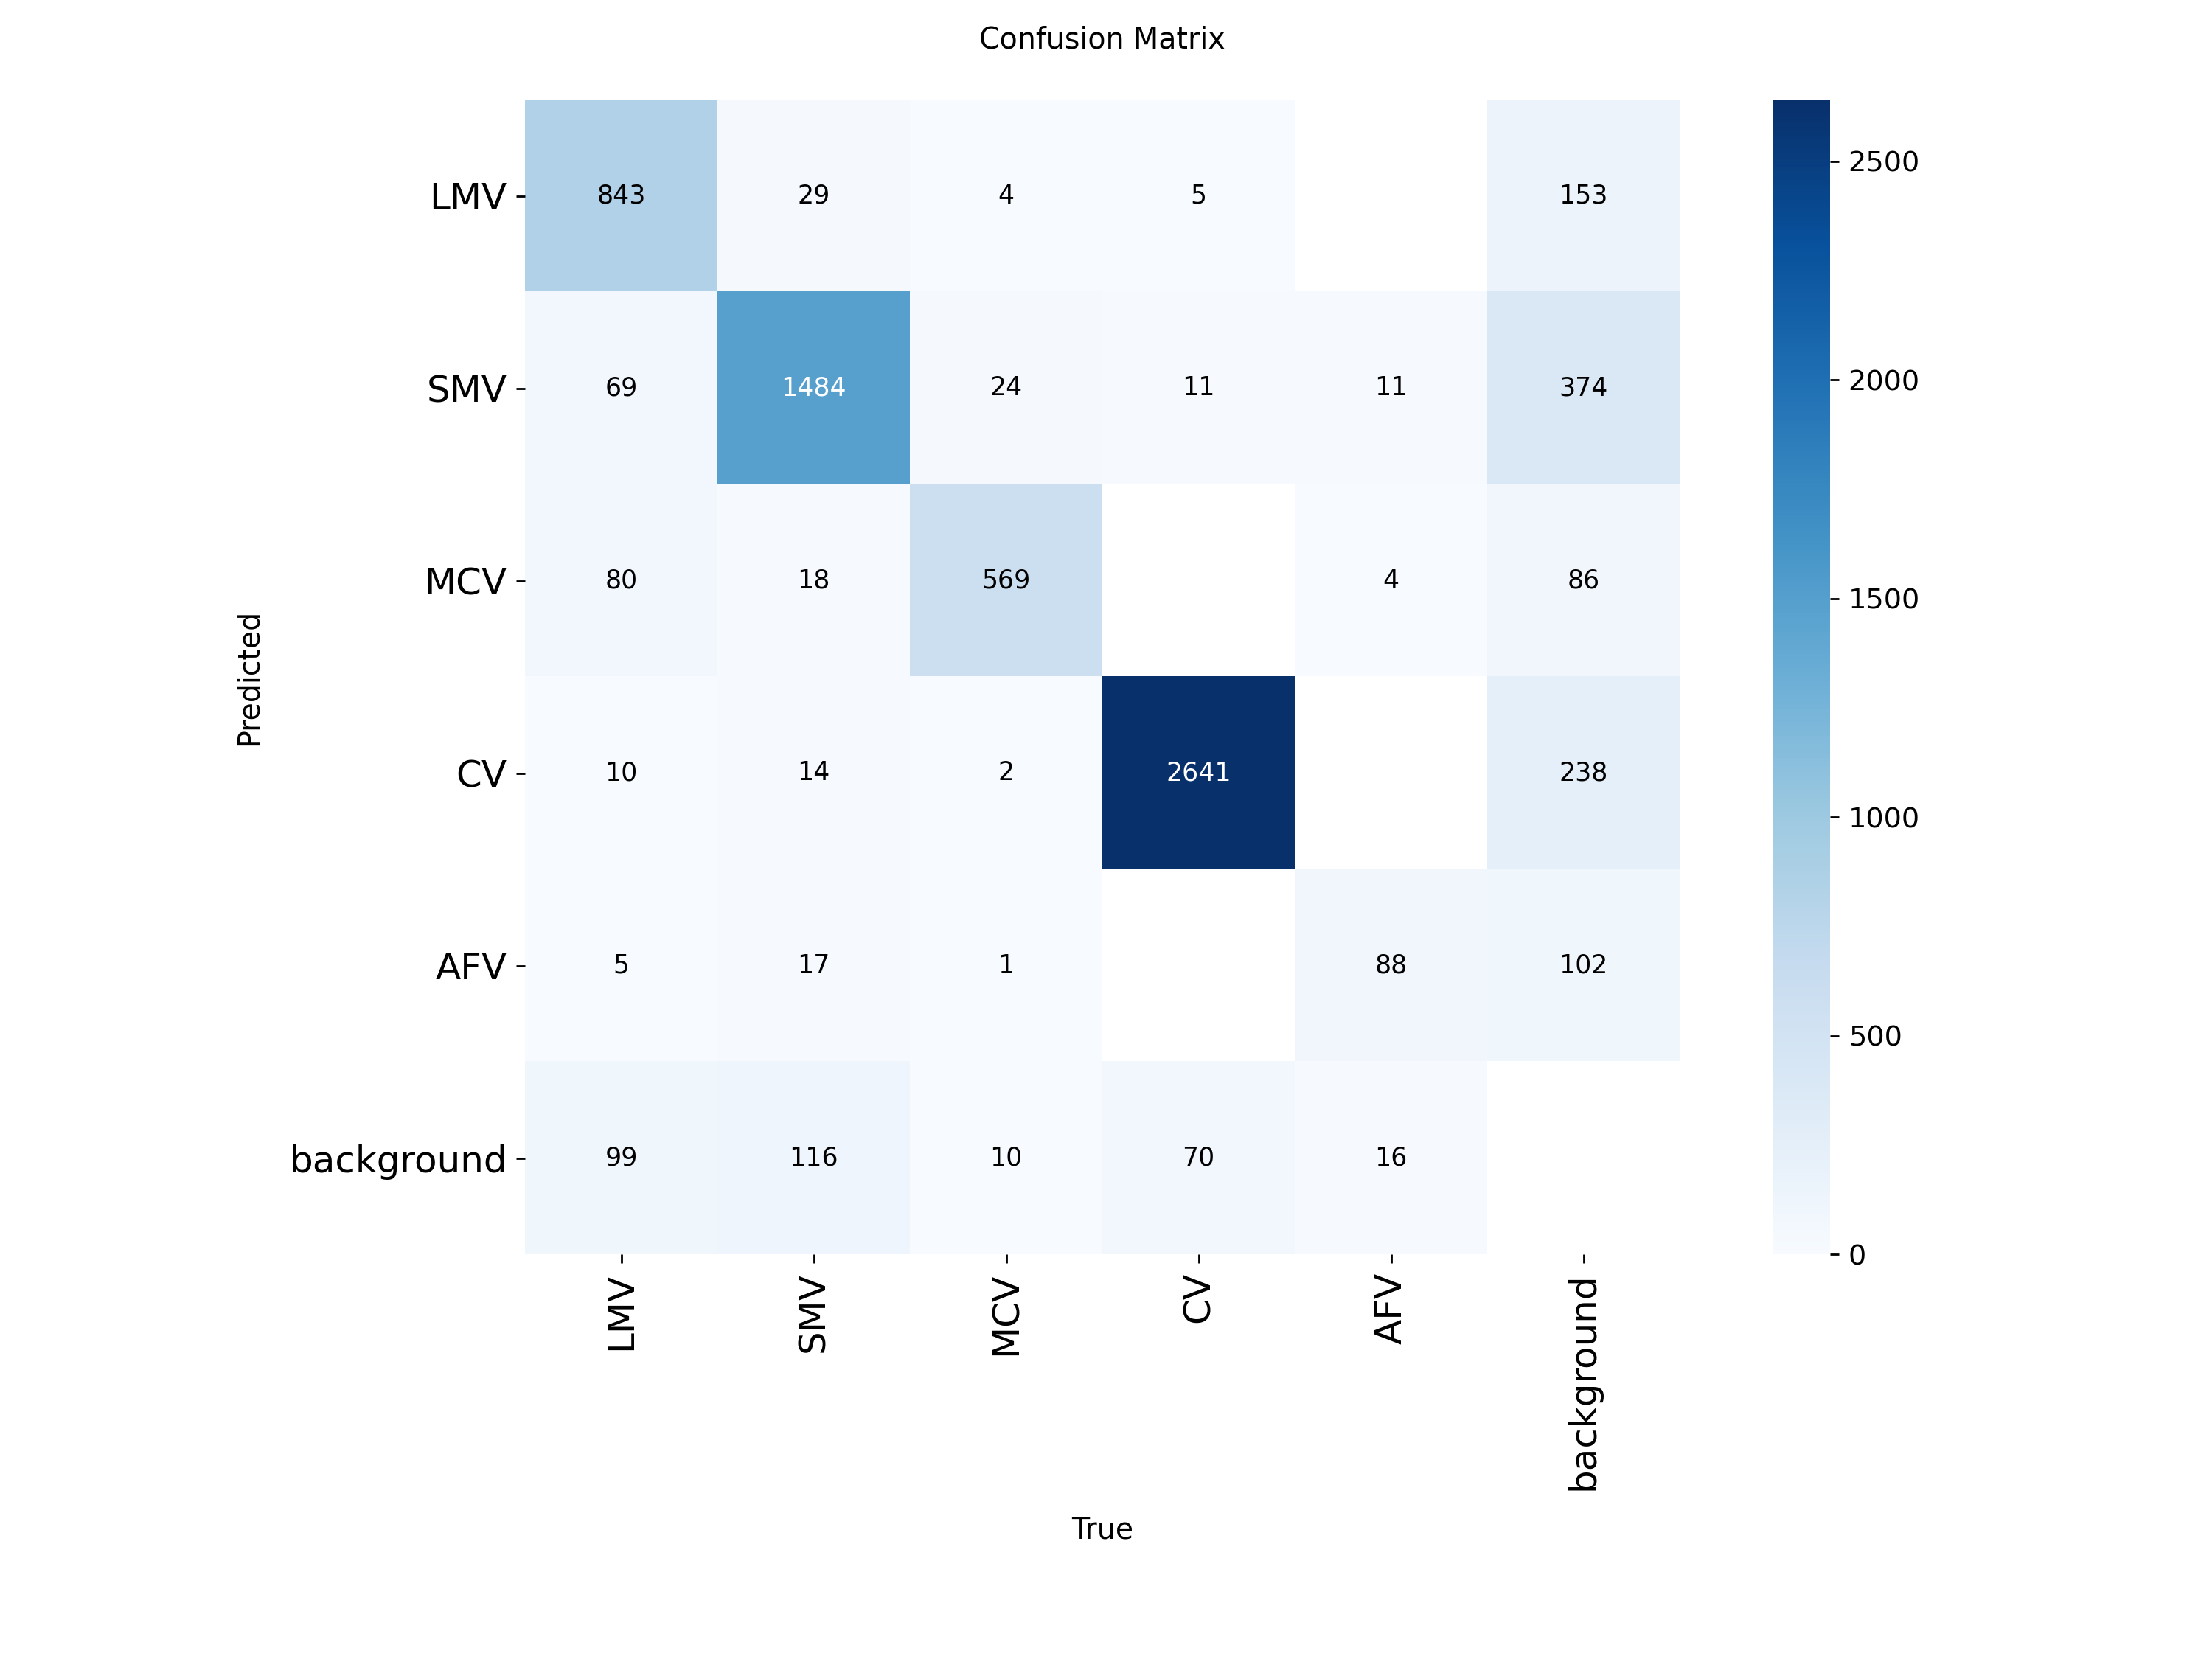 Confusion Matrix
LMV 843 29 4 5 153
SMV 69 1484 24 11 11 374
MCV 80 18 569 4 86
CV 10 14 2 2641 238
AFV 5 17 1 88 102
background 99 116 10 70 16
Predicted
LMV SMV MCV CV AFV background
True
2500
2000
1500
1000
500
0